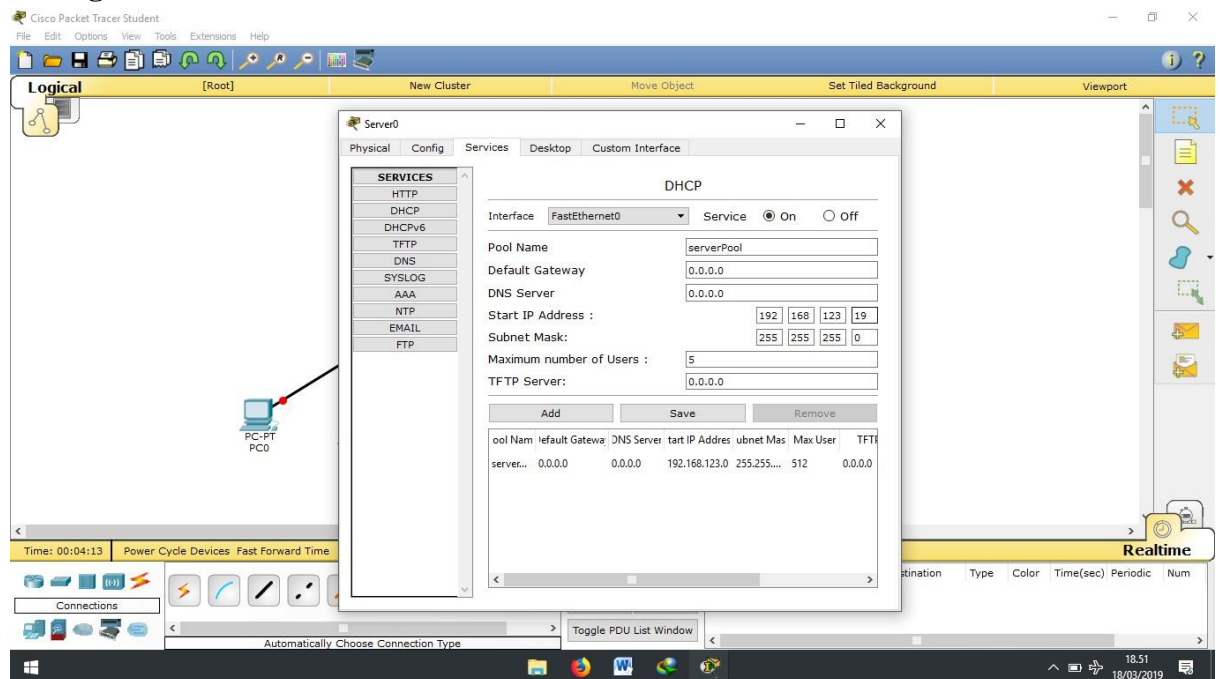 Cisco Packet Tracer Student
File Edit Options View Tools Extensions Help
Logical [Root] New Cluster Move Object Set Tiled Background Viewport
Server0
Physical Config Services Desktop Custom Interface
SERVICES
HTTP
DHCP
DHCPv6
TFTP
DNS
SYSLOG
AAA
NTP
EMAIL
FTP
DHCP
Interface FastEthernet0 Service On Off
Pool Name serverPool
Default Gateway 0.0.0.0
DNS Server 0.0.0.0
Start IP Address : 192 168 123 19
Subnet Mask: 255 255 255 0
Maximum number of Users : 5
TFTP Server: 0.0.0.0
Add Save Remove
ool Nam efault Gateway DNS Server tart IP Addres ubnet Mas Max User TFTP
server... 0.0.0.0 0.0.0.0 192.168.123.0 255.255.... 512 0.0.0.0
PC-PT
PC0
Time: 00:04:13 Power Cycle Devices Fast Forward Time Realtime
Connections
Automatically Choose Connection Type
Toggle PDU List Window
stination Type Color Time(sec) Periodic Num
18.51
18/03/2019